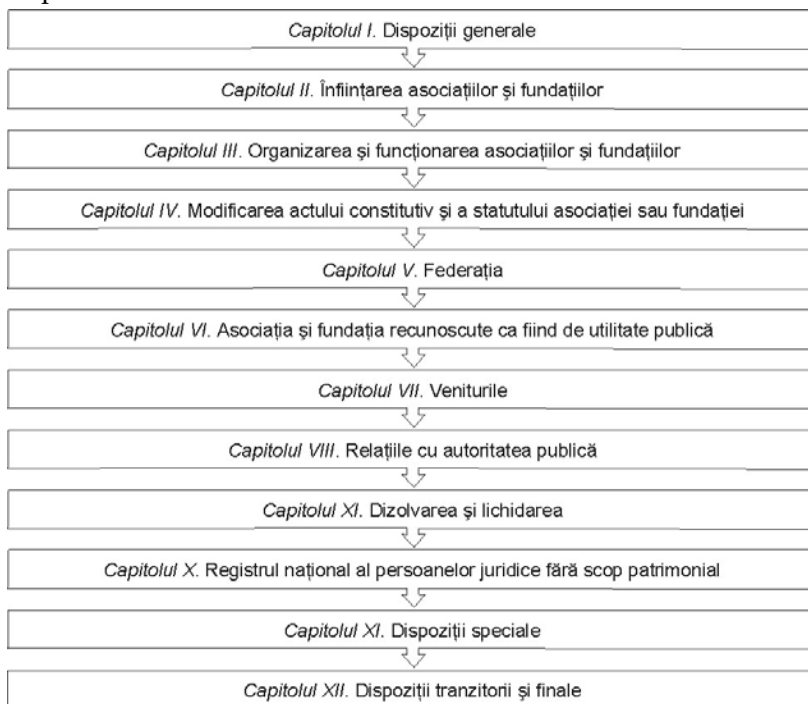 Capitolul I. Dispoziții generale
Capitolul II. Înființarea asociațiilor și fundațiilor
Capitolul III. Organizarea și funcționarea asociațiilor și fundațiilor
Capitolul IV. Modificarea actului constitutiv și a statutului asociației sau fundației
Capitolul V. Federația
Capitolul VI. Asociația și fundația recunoscute ca fiind de utilitate publică
Capitolul VII. Veniturile
Capitolul VIII. Relațiile cu autoritatea publică
Capitolul XI. Dizolvarea și lichidarea
Capitolul X. Registrul național al persoanelor juridice fără scop patrimonial
Capitolul XI. Dispoziții speciale
Capitolul XII. Dispoziții tranzitorii și finale